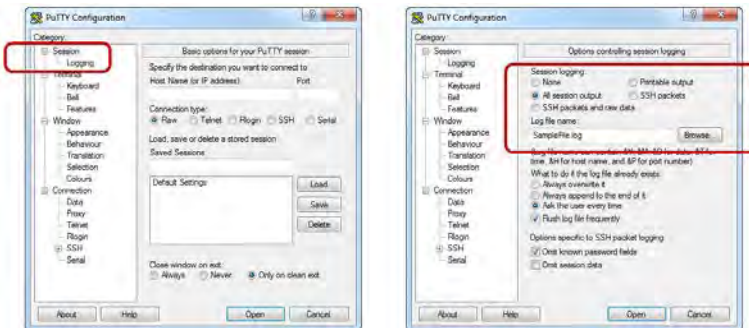 PuTTY Configuration
Category:
Session
Logging
Terminal
Keyboard
Bell
Features
Window
Appearance
Behaviour
Translation
Selection
Colours
Connection
Data
Proxy
Telnet
Rlogin
SSH
Serial
Basic options for your PuTTY session
Specify the destination you want to connect to
Host Name (or IP address) Port
Connection type:
Raw Telnet Rlogin SSH Serial
Load, save or delete a stored session
Saved Sessions
Default Settings
Load
Save
Delete
Close window on exit:
Always Never Only on clean exit
About Help Open Cancel
PuTTY Configuration
Category:
Session
Logging
Terminal
Keyboard
Bell
Features
Window
Appearance
Behaviour
Translation
Selection
Colours
Connection
Data
Proxy
Telnet
Rlogin
SSH
Serial
Options controlling session logging
Session logging:
None Printable output
All session output SSH packets
SSH packets and raw data
Log file name:
SampleFile.log Browse...
time, &H for host name, and &P for port number)
What to do if the log file already exists:
Always overwrite it
Always append to the end of it
Ask the user every time
Flush log file frequently
Options specific to SSH packet logging
Omit known password fields
Omit session data
About Help Open Cancel